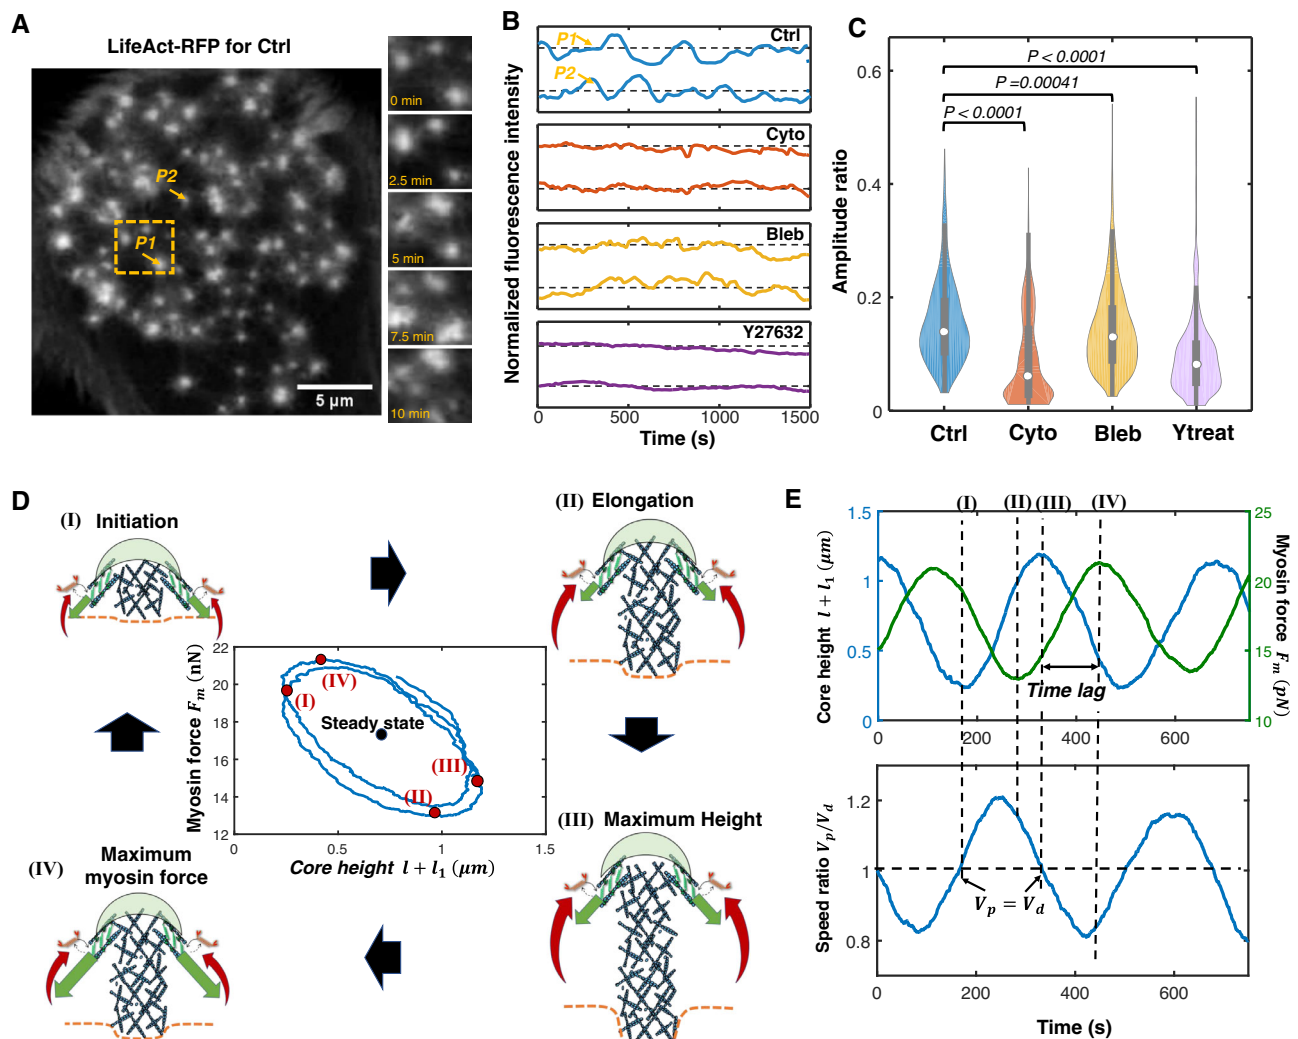 A
LifeAct-RFP for Ctrl
P2
P1
5 μm
0 min
2.5 min
5 min
7.5 min
10 min
B
Normalized fluorescence intensity
Ctrl
P1
P2
Cyto
Bleb
Y27632
0 500 1000 1500
Time (s)
C
Amplitude ratio
0.6
0.4
0.2
0
P < 0.0001
P =0.00041
P < 0.0001
Ctrl Cyto Bleb Ytreat
D
(I) Initiation
(II) Elongation
(III) Maximum Height
(IV) Maximum
myosin force
Myosin force Fₘ (nN)
22
20
18
16
14
12
(IV)
(I)
Steady state
(III)
(II)
0 0.5 1 1.5
Core height l + l₁ (μm)
E
(I) (II) (III) (IV)
Core height l + l₁ (μm)
1.5
1
0.5
0
25
20
15
10
Myosin force Fₘ (pN)
Time lag
0 200 400 600
Speed ratio Vₚ/V_d
1.2
1
0.8
Vₚ = V_d
0 200 400 600
Time (s)